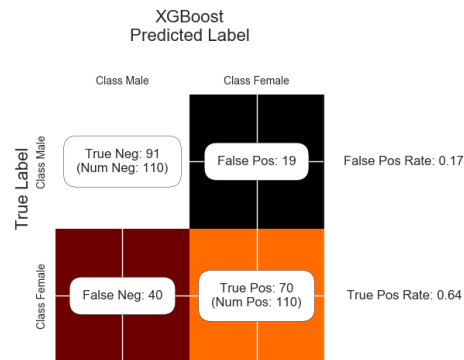 XGBoost
Predicted Label
Class Male
Class Female
True Label
Class Male
True Neg: 91
(Num Neg: 110)
False Pos: 19
False Pos Rate: 0.17
Class Female
False Neg: 40
True Pos: 70
(Num Pos: 110)
True Pos Rate: 0.64